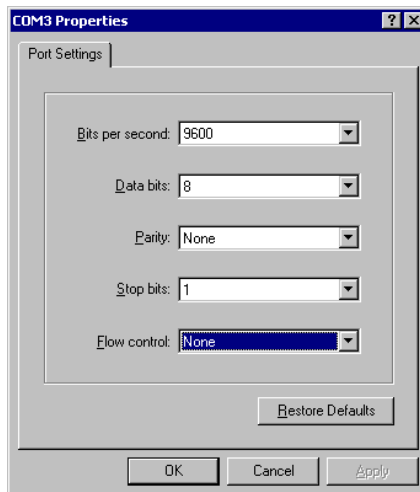 COM3 Properties
Port Settings
Bits per second: 9600
Data bits: 8
Parity: None
Stop bits: 1
Flow control: None
Restore Defaults
OK Cancel Apply